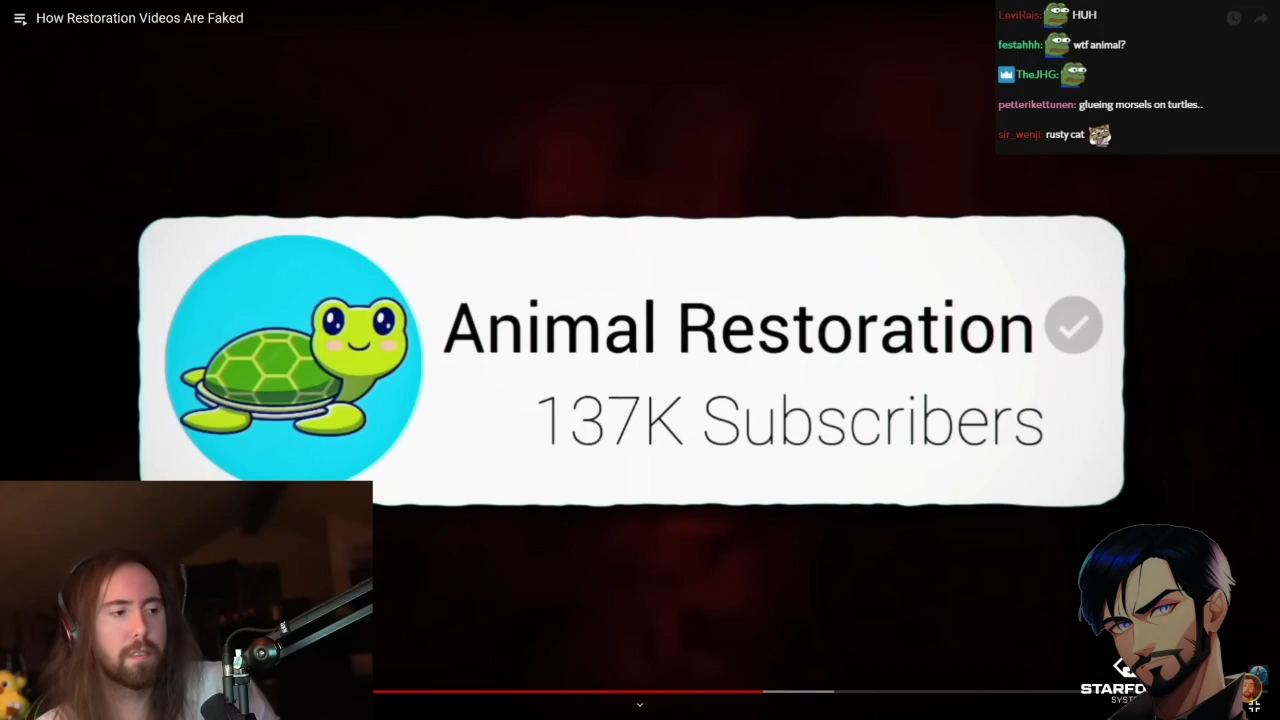 How Restoration Videos Are Faked
LeviRais: HUH
festahhh: wtf animal?
TheJHG:
petterikettunen: glueing morsels on turtles..
sir_wenji: rusty cat
Animal Restoration
137K Subscribers